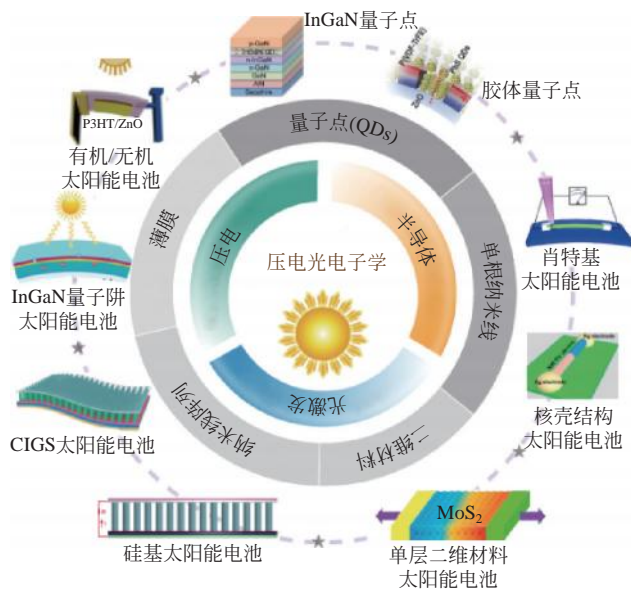 InGaN量子点
胶体量子点
P3HT/ZnO
有机/无机
太阳能电池
量子点(QDs)
薄膜
压电
半导体
单根纳米线
压电光电子学
肖特基
太阳能电池
InGaN量子阱
太阳能电池
光激发
纳米线阵列
二维材料
核壳结构
太阳能电池
CIGS太阳能电池
MoS₂
硅基太阳能电池
单层二维材料
太阳能电池